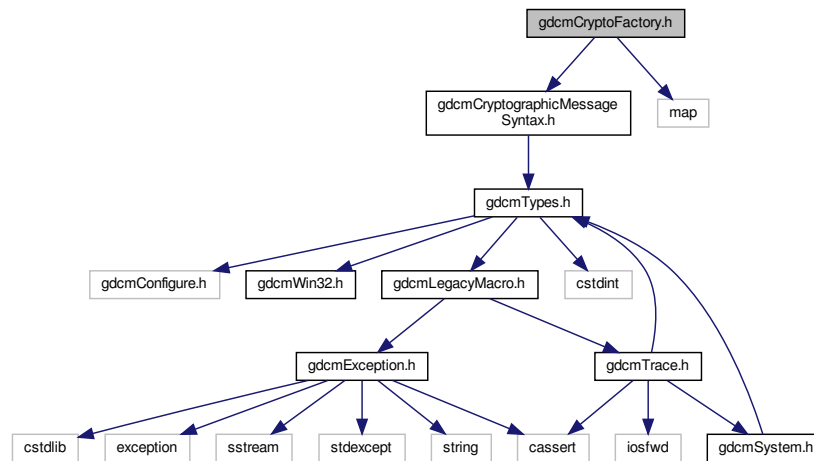 gdcmCryptoFactory.h
gdcmCryptographicMessage
Syntax.h
map
gdcmTypes.h
gdcmConfigure.h
gdcmWin32.h
gdcmLegacyMacro.h
cstdint
gdcmException.h
gdcmTrace.h
cstdlib
exception
sstream
stdexcept
string
cassert
iosfwd
gdcmSystem.h